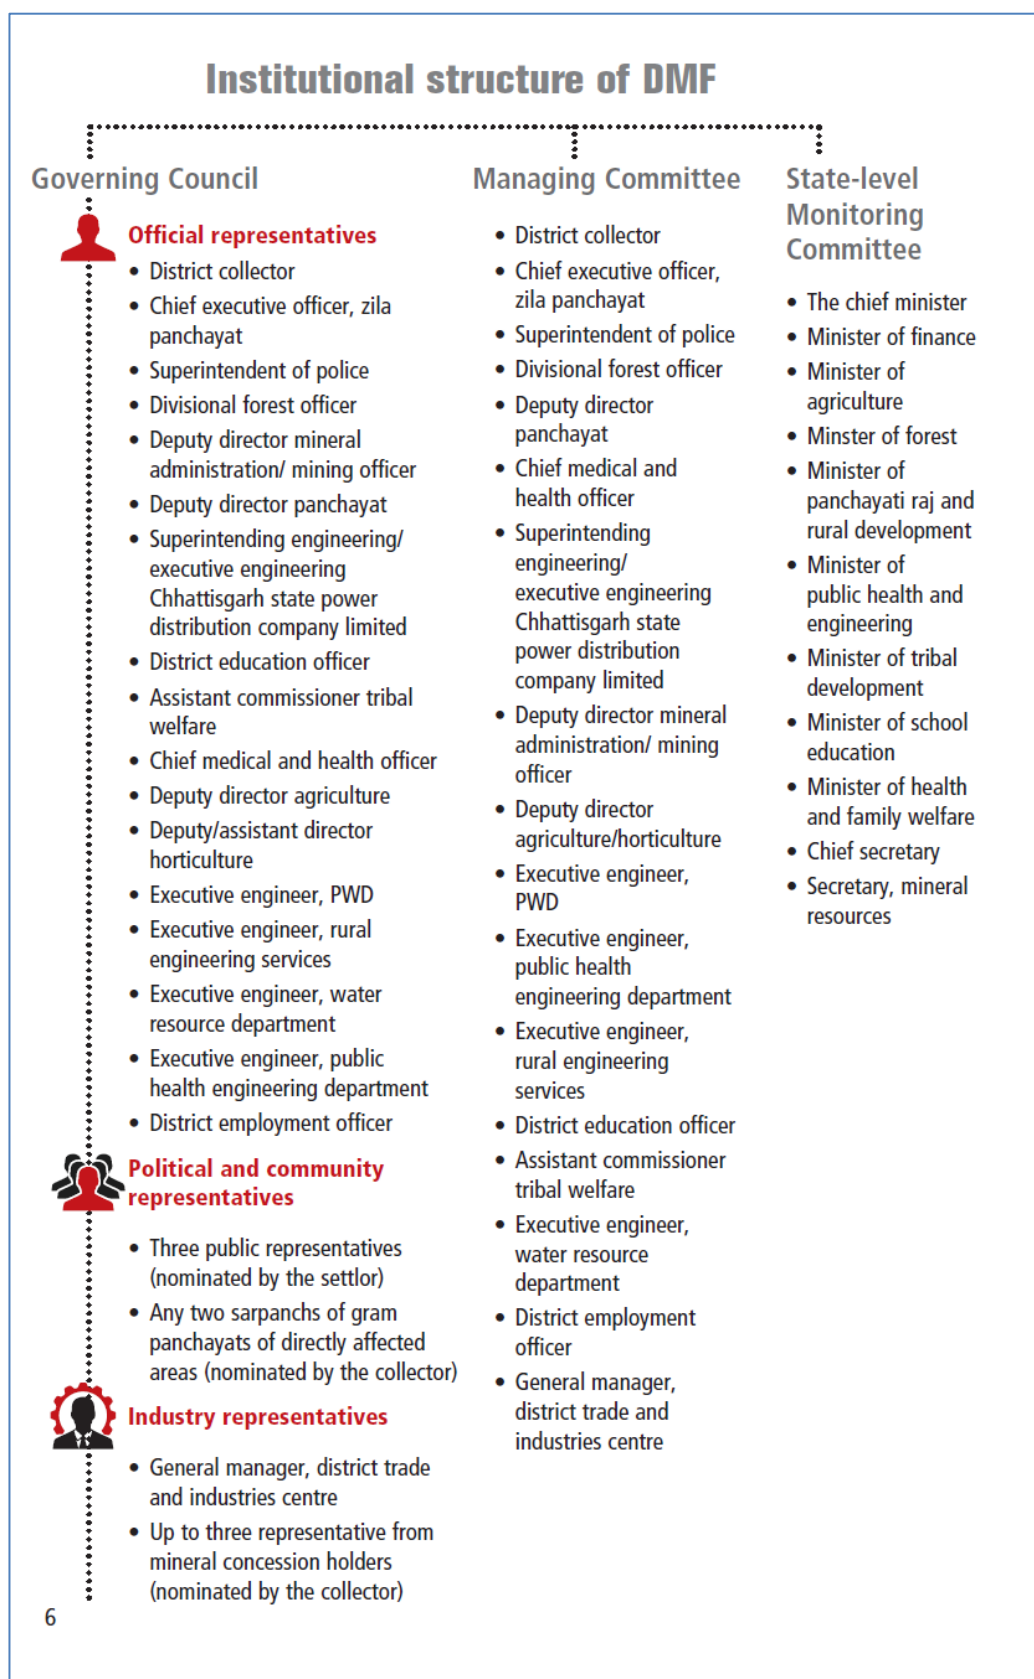 Institutional structure of DMF
Governing Council
Official representatives
• District collector
• Chief executive officer, zila
panchayat
• Superintendent of police
• Divisional forest officer
• Deputy director mineral
administration/ mining officer
• Deputy director panchayat
• Superintending engineering/
executive engineering
Chhattisgarh state power
distribution company limited
• District education officer
• Assistant commissioner tribal
welfare
• Chief medical and health officer
• Deputy director agriculture
• Deputy/assistant director
horticulture
• Executive engineer, PWD
• Executive engineer, rural
engineering services
• Executive engineer, water
resource department
• Executive engineer, public
health engineering department
• District employment officer
Political and community
representatives
• Three public representatives
(nominated by the settlor)
• Any two sarpanchs of gram
panchayats of directly affected
areas (nominated by the collector)
Industry representatives
• General manager, district trade
and industries centre
• Up to three representative from
mineral concession holders
(nominated by the collector)
Managing Committee
• District collector
• Chief executive officer,
zila panchayat
• Superintendent of police
• Divisional forest officer
• Deputy director
panchayat
• Chief medical and
health officer
• Superintending
engineering/
executive engineering
Chhattisgarh state
power distribution
company limited
• Deputy director mineral
administration/ mining
officer
• Deputy director
agriculture/horticulture
• Executive engineer,
PWD
• Executive engineer,
public health
engineering department
• Executive engineer,
rural engineering
services
• District education officer
• Assistant commissioner
tribal welfare
• Executive engineer,
water resource
department
• District employment
officer
• General manager,
district trade and
industries centre
State-level
Monitoring
Committee
• The chief minister
• Minister of finance
• Minister of
agriculture
• Minster of forest
• Minister of
panchayati raj and
rural development
• Minister of
public health and
engineering
• Minister of tribal
development
• Minister of school
education
• Minister of health
and family welfare
• Chief secretary
• Secretary, mineral
resources
6